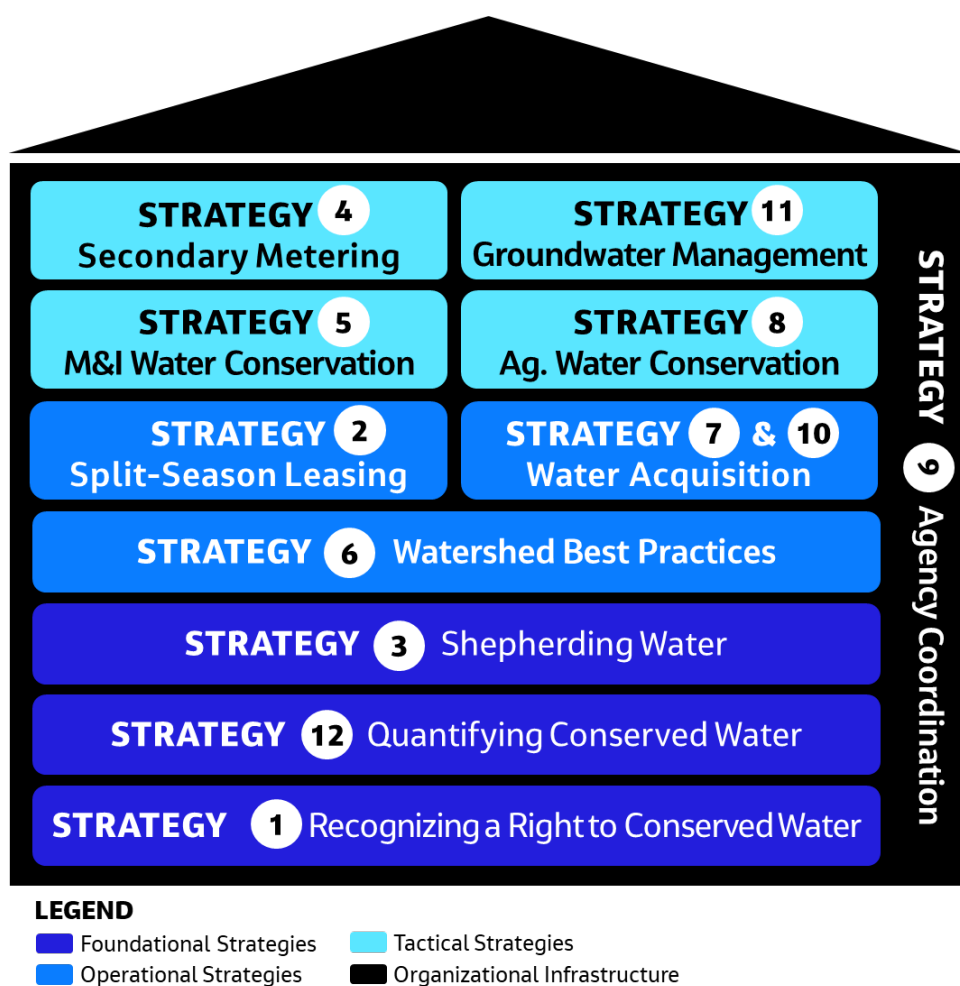 STRATEGY 4
Secondary Metering
STRATEGY 11
Groundwater Management
STRATEGY 5
M&I Water Conservation
STRATEGY 8
Ag. Water Conservation
STRATEGY 2
Split-Season Leasing
STRATEGY 7 & 10
Water Acquisition
STRATEGY 6 Watershed Best Practices
STRATEGY 3 Shepherding Water
STRATEGY 12 Quantifying Conserved Water
STRATEGY 1 Recognizing a Right to Conserved Water
STRATEGY 9 Agency Coordination
LEGEND
Foundational Strategies
Tactical Strategies
Operational Strategies
Organizational Infrastructure